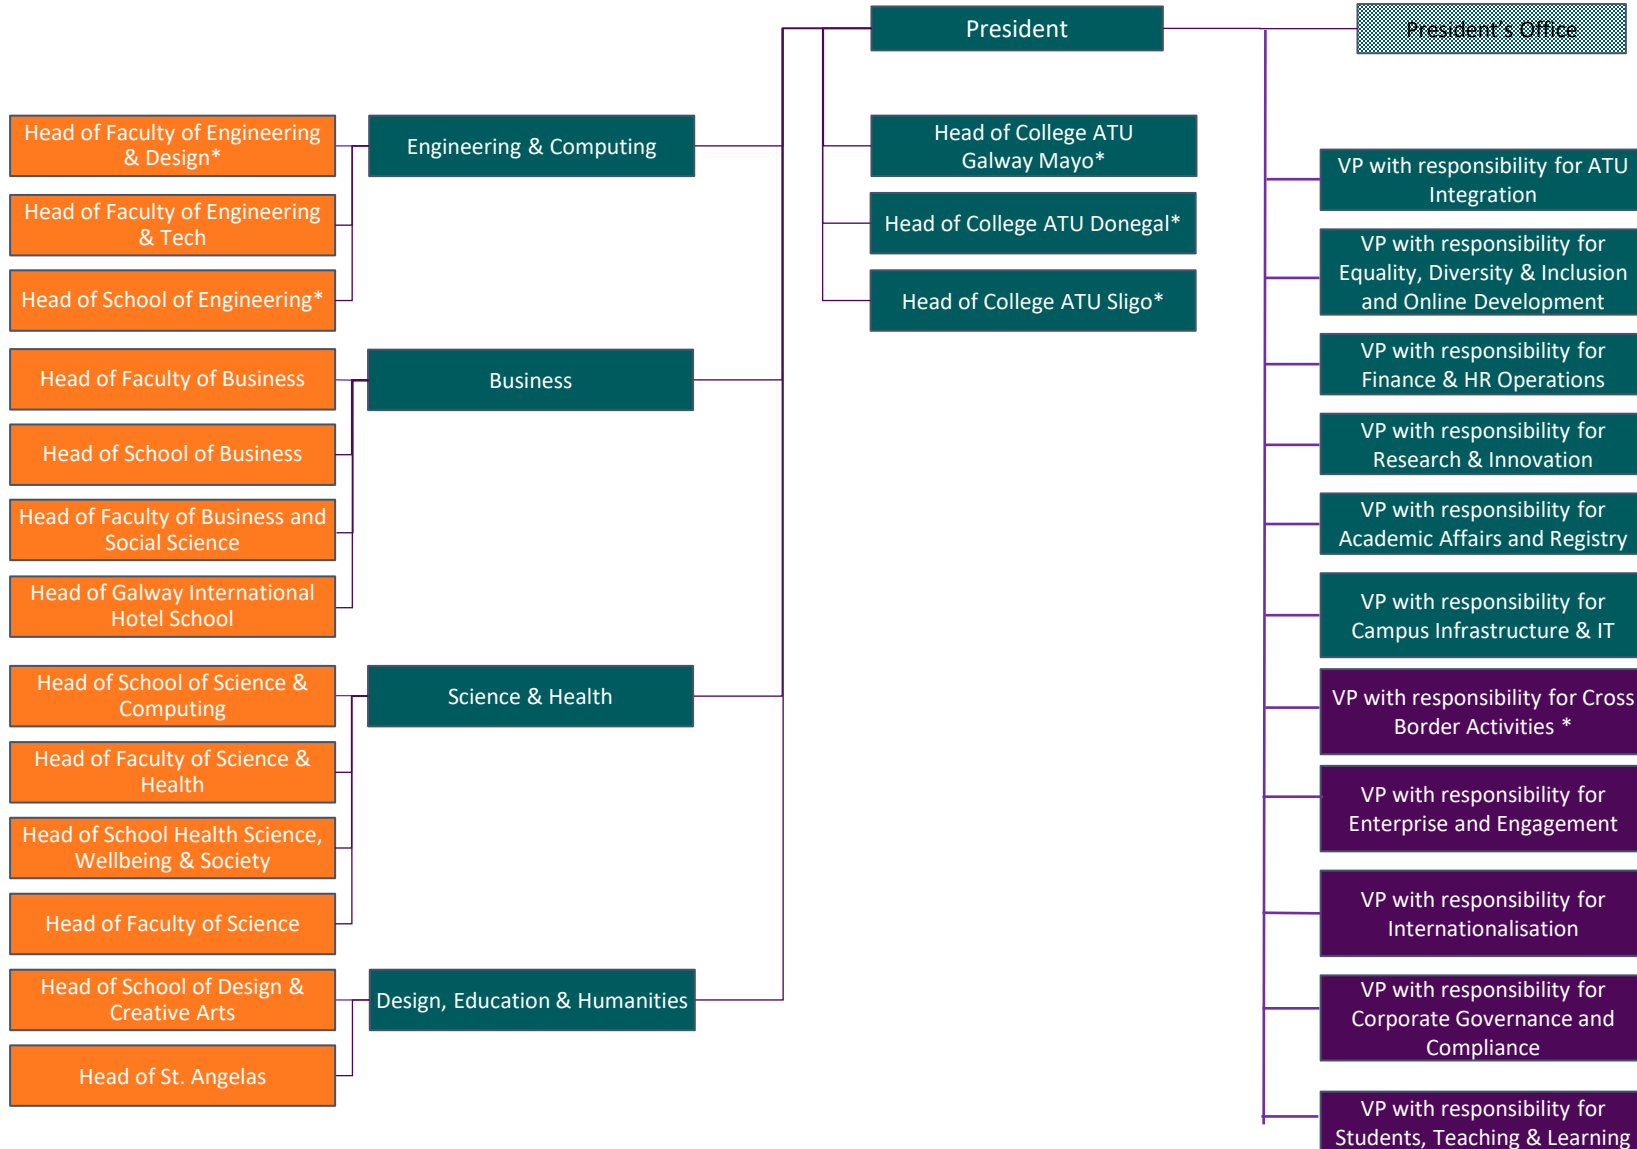 President
President's Office
Head of Faculty of Engineering
& Design*
Head of Faculty of Engineering
& Tech
Head of School of Engineering*
Engineering & Computing
Head of Faculty of Business
Head of School of Business
Head of Faculty of Business and
Social Science
Head of Galway International
Hotel School
Business
Head of School of Science &
Computing
Head of Faculty of Science &
Health
Head of School Health Science,
Wellbeing & Society
Head of Faculty of Science
Science & Health
Head of School of Design &
Creative Arts
Head of St. Angelas
Design, Education & Humanities
Head of College ATU
Galway Mayo*
Head of College ATU Donegal*
Head of College ATU Sligo*
VP with responsibility for ATU
Integration
VP with responsibility for
Equality, Diversity & Inclusion
and Online Development
VP with responsibility for
Finance & HR Operations
VP with responsibility for
Research & Innovation
VP with responsibility for
Academic Affairs and Registry
VP with responsibility for
Campus Infrastructure & IT
VP with responsibility for Cross
Border Activities *
VP with responsibility for
Enterprise and Engagement
VP with responsibility for
Internationalisation
VP with responsibility for
Corporate Governance and
Compliance
VP with responsibility for
Students, Teaching & Learning